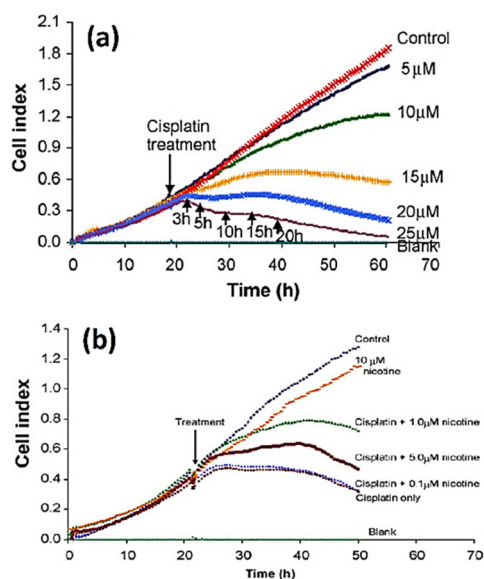 (a)
2.1
1.8
1.5
1.2
0.9
0.6
0.3
0.0
Cell index
Cisplatin
treatment
3h
5h
10h
15h
20h
Control
5 µM
10µM
15µM
20µM
25µM
Blank
0 10 20 30 40 50 60 70
Time (h)
(b)
1.4
1.2
1.0
0.8
0.6
0.4
0.2
0.0
Cell index
Treatment
Control
10 µM
nicotine
Cisplatin + 1.0µM nicotine
Cisplatin + 5.0µM nicotine
Cisplatin + 0.1µM nicotine
Cisplatin only
Blank
0 10 20 30 40 50 60 70
Time (h)